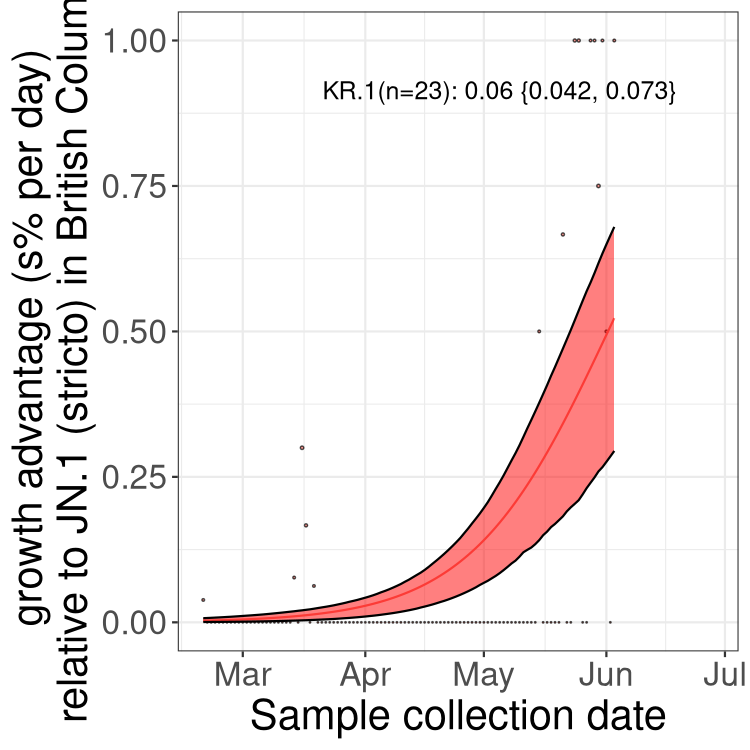 growth advantage (s% per day)
relative to JN.1 (stricto) in British Colum
1.00
0.75
0.50
0.25
0.00
KR.1(n=23): 0.06 {0.042, 0.073}
Mar Apr May Jun Jul
Sample collection date